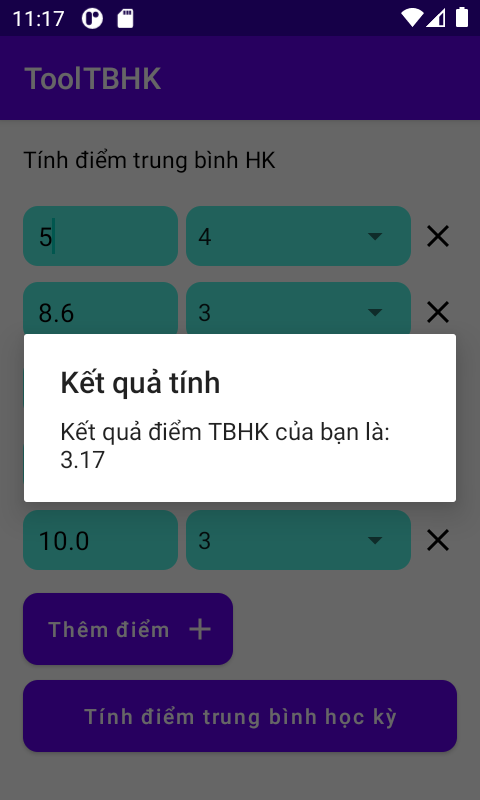 11:17
ToolTBHK
Tính điểm trung bình HK
5
4
8.6
3
Kết quả tính
Kết quả điểm TBHK của bạn là:
3.17
10.0
3
Thêm điểm
Tính điểm trung bình học kỳ